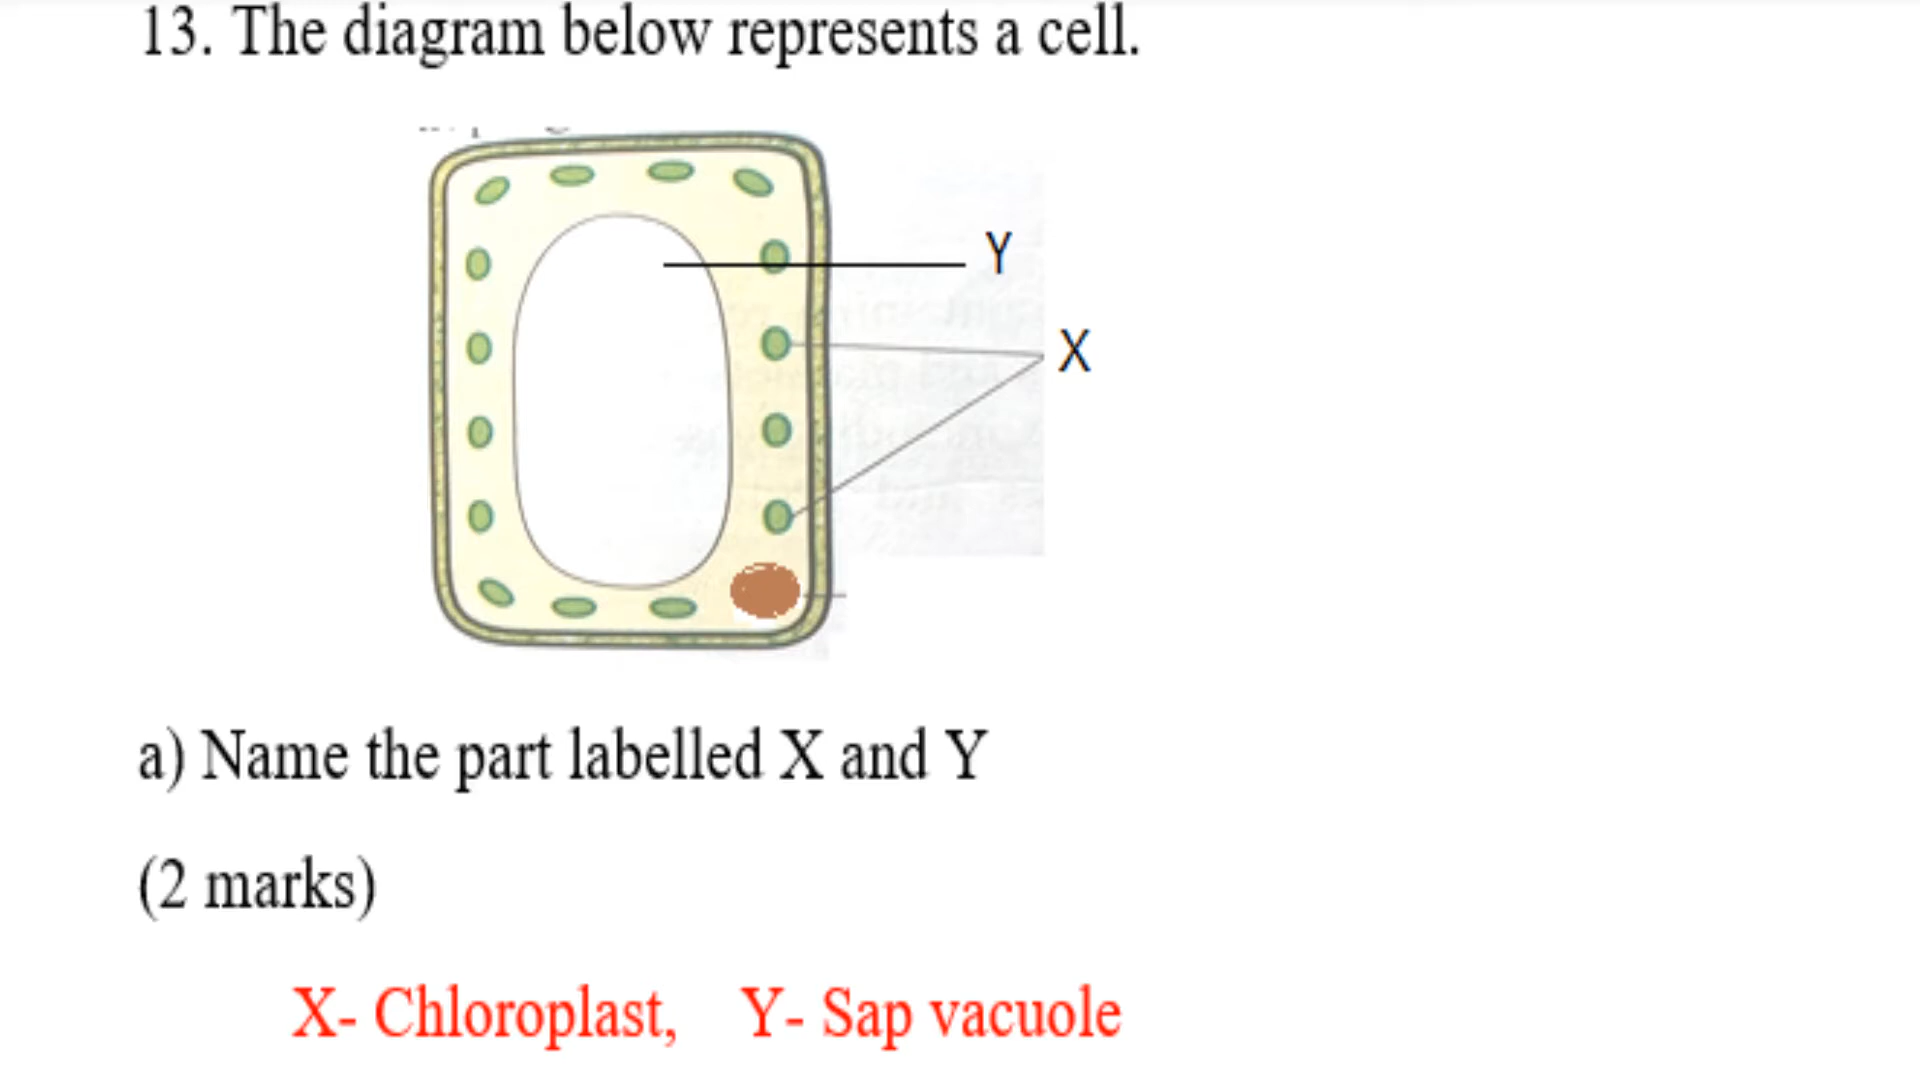 13. The diagram below represents a cell.
Y
X
a) Name the part labelled X and Y
(2 marks)
X- Chloroplast, Y- Sap vacuole